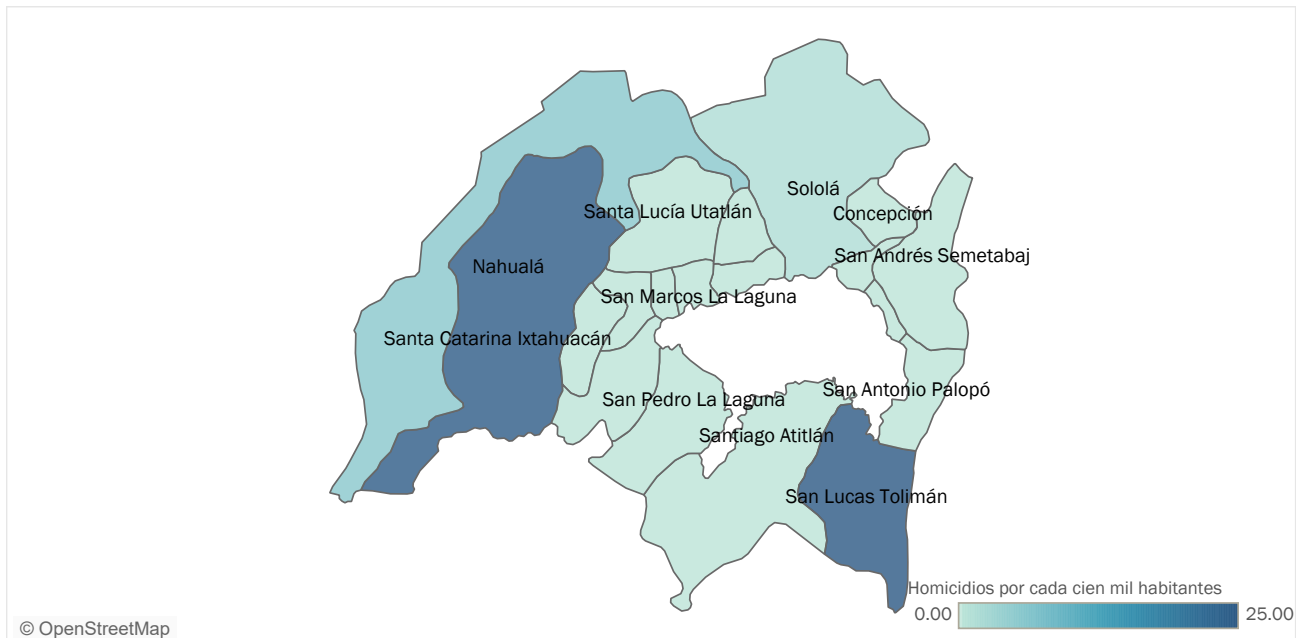 Sololá
Santa Lucía Utatlán
Concepción
San Andrés Semetabaj
Nahualá
San Marcos La Laguna
Santa Catarina Ixtahuacán
San Antonio Palopó
San Pedro La Laguna
Santiago Atitlán
San Lucas Tolimán
Homicidios por cada cien mil habitantes
0.00 25.00
© OpenStreetMap